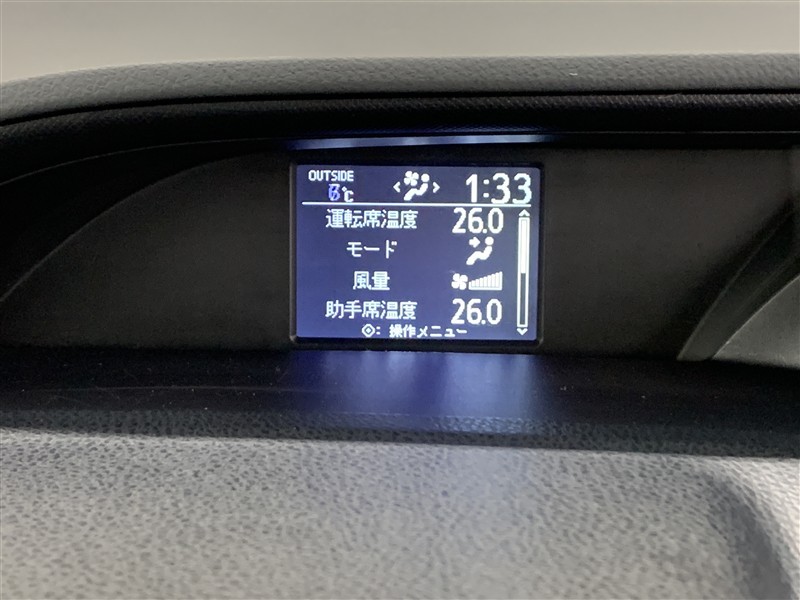 OUTSIDE
℃
1:33
運転席温度 26.0
モード
風量
助手席温度 26.0
: 操作メニュー